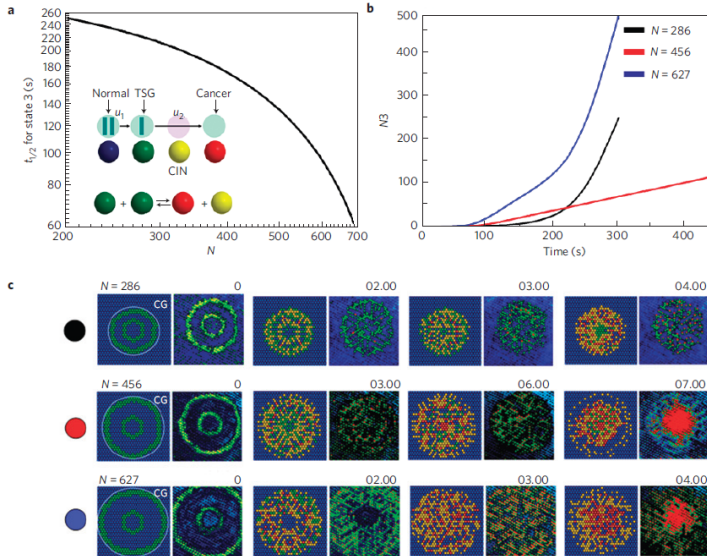 a
260
240
220
200
180
160
140
120
100
80
60
t1/2 for state 3 (s)
Normal TSG Cancer
u1 u2
CIN
+ +
200 300 400 500 600 700
N
b
500
400
300
200
100
0
N3
N = 286
N = 456
N = 627
0 100 200 300 400
Time (s)
c
N = 286 0 02.00 03.00 04.00
CG
N = 456 0 03.00 06.00 07.00
CG
N = 627 0 02.00 03.00 04.00
CG